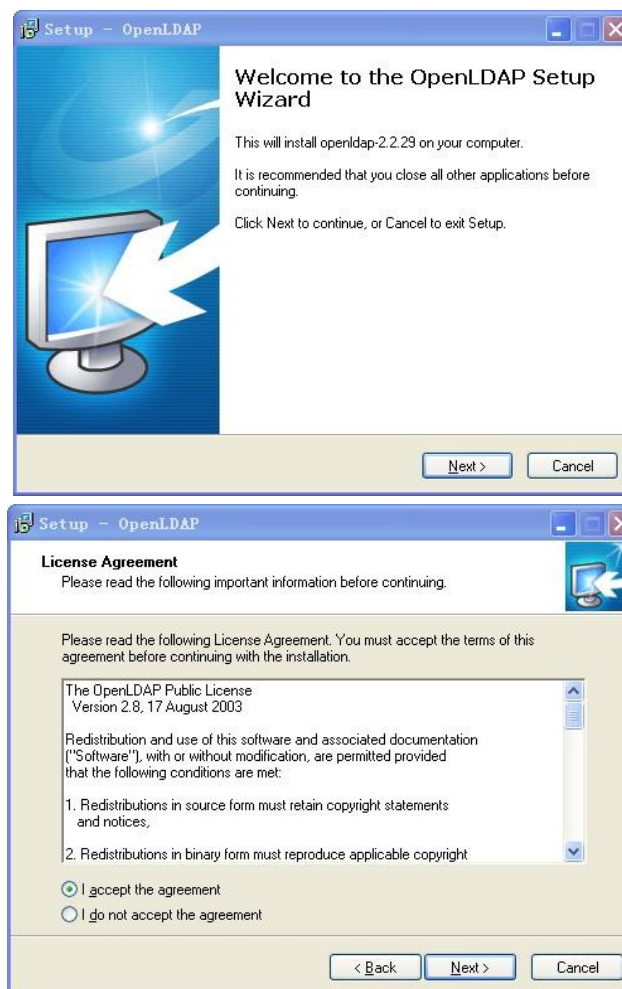 Setup - OpenLDAP
Welcome to the OpenLDAP Setup
Wizard
This will install openldap-2.2.29 on your computer.
It is recommended that you close all other applications before
continuing.
Click Next to continue, or Cancel to exit Setup.
Next >
Cancel
Setup - OpenLDAP
License Agreement
Please read the following important information before continuing.
Please read the following License Agreement. You must accept the terms of this
agreement before continuing with the installation.
The OpenLDAP Public License
Version 2.8, 17 August 2003
Redistribution and use of this software and associated documentation
("Software"), with or without modification, are permitted provided
that the following conditions are met:
1. Redistributions in source form must retain copyright statements
and notices,
2. Redistributions in binary form must reproduce applicable copyright
I accept the agreement
I do not accept the agreement
< Back
Next >
Cancel